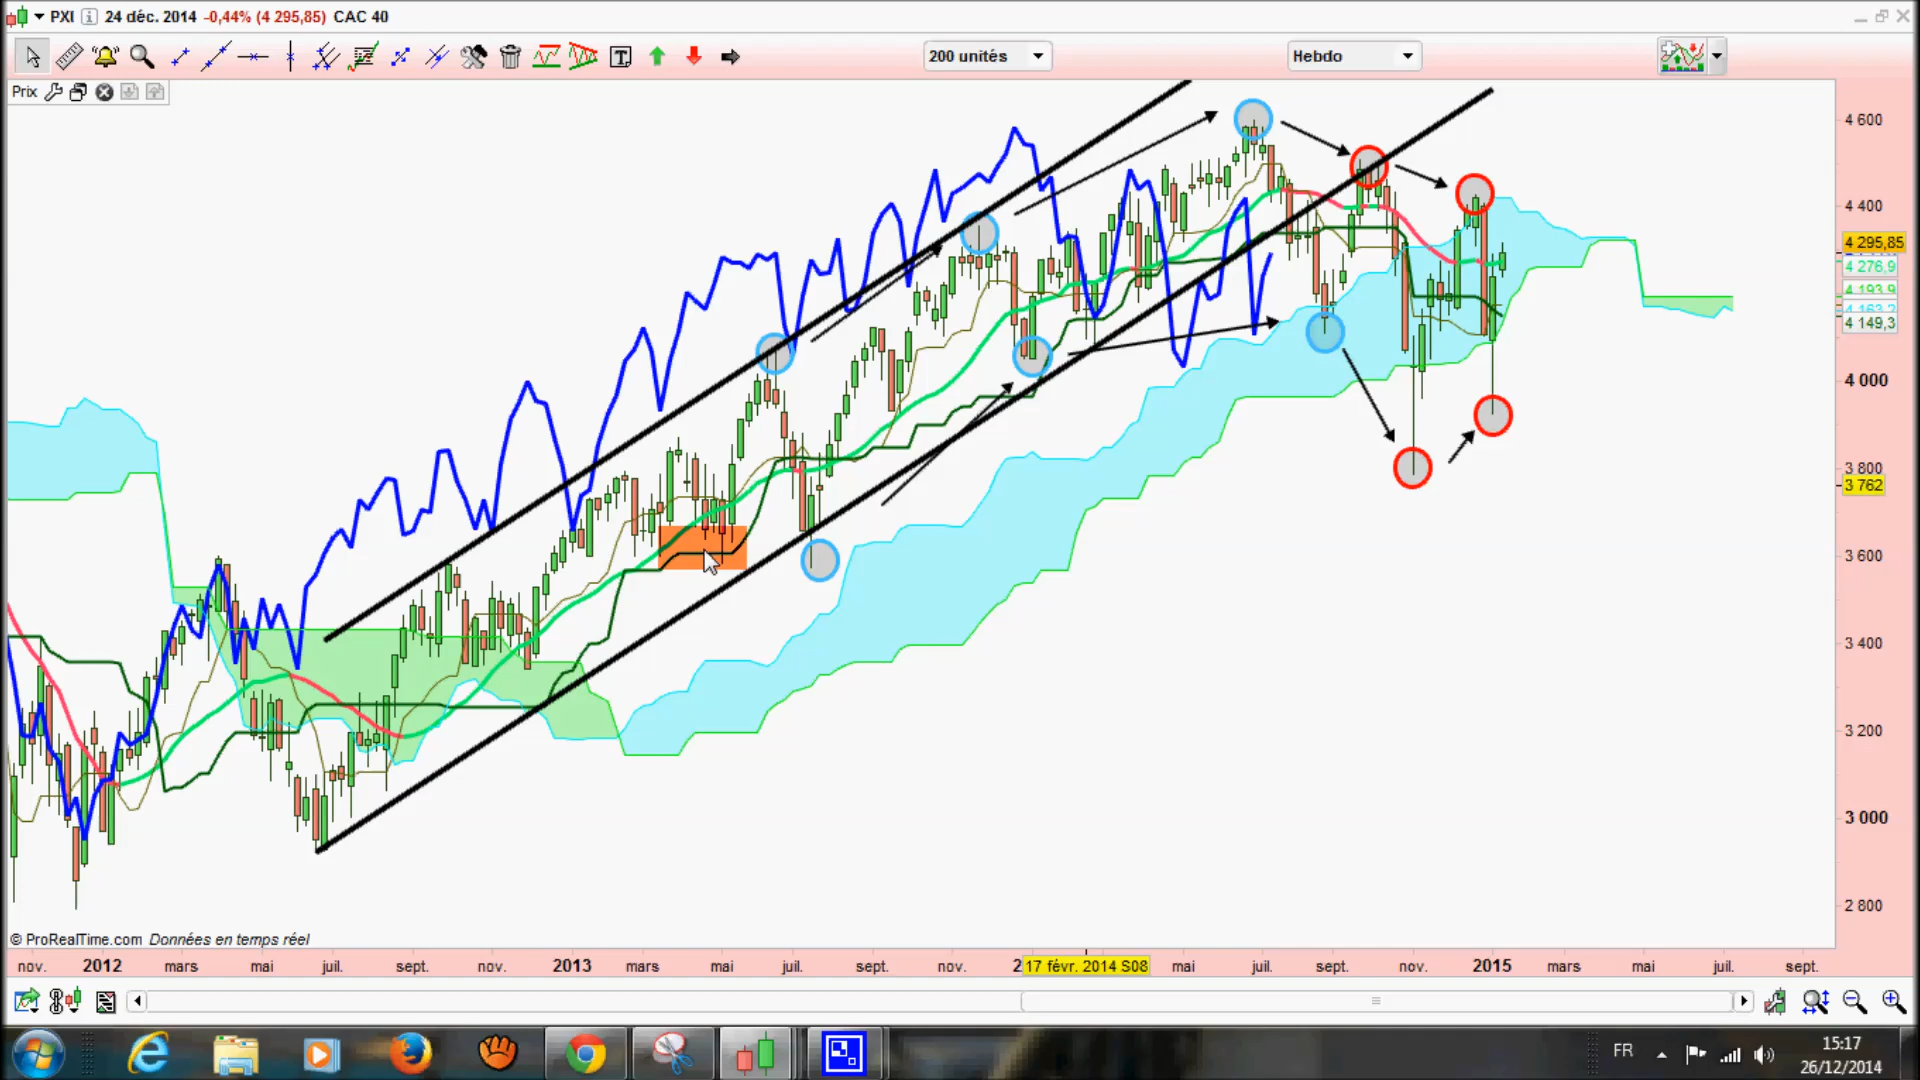 PXI 24 déc. 2014 -0,44% (4 295,85) CAC 40
200 unités
Hebdo
Prix
4 600
4 400
4 295,85
4 276,9
4 193,9
4 149,3
4 000
3 800
3 762
3 600
3 400
3 200
3 000
2 800
© ProRealTime.com Données en temps réel
nov. 2012 mars mai juil. sept. nov. 2013 mars mai juil. sept. nov. 2 17 févr. 2014 S08 mai juil. sept. nov. 2015 mars mai juil. sept.
FR
15:17
26/12/2014